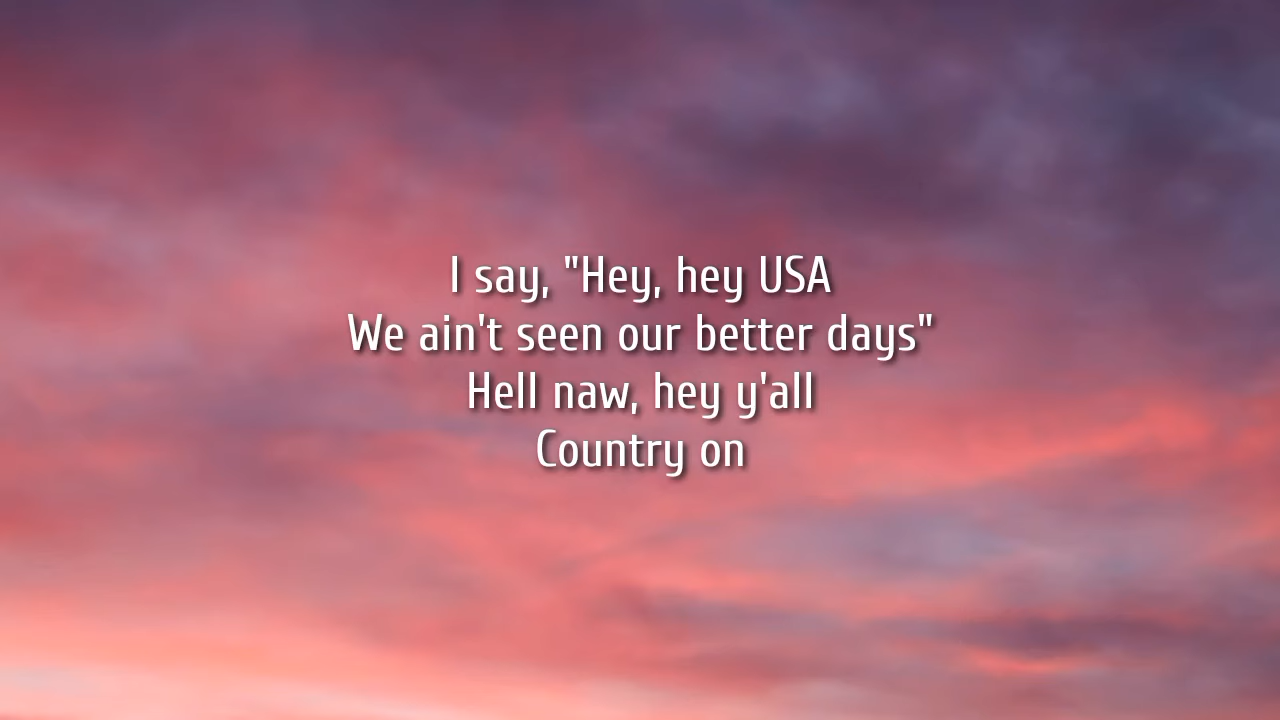 I say, "Hey, hey USA
We ain't seen our better days"
Hell naw, hey y'all
Country on